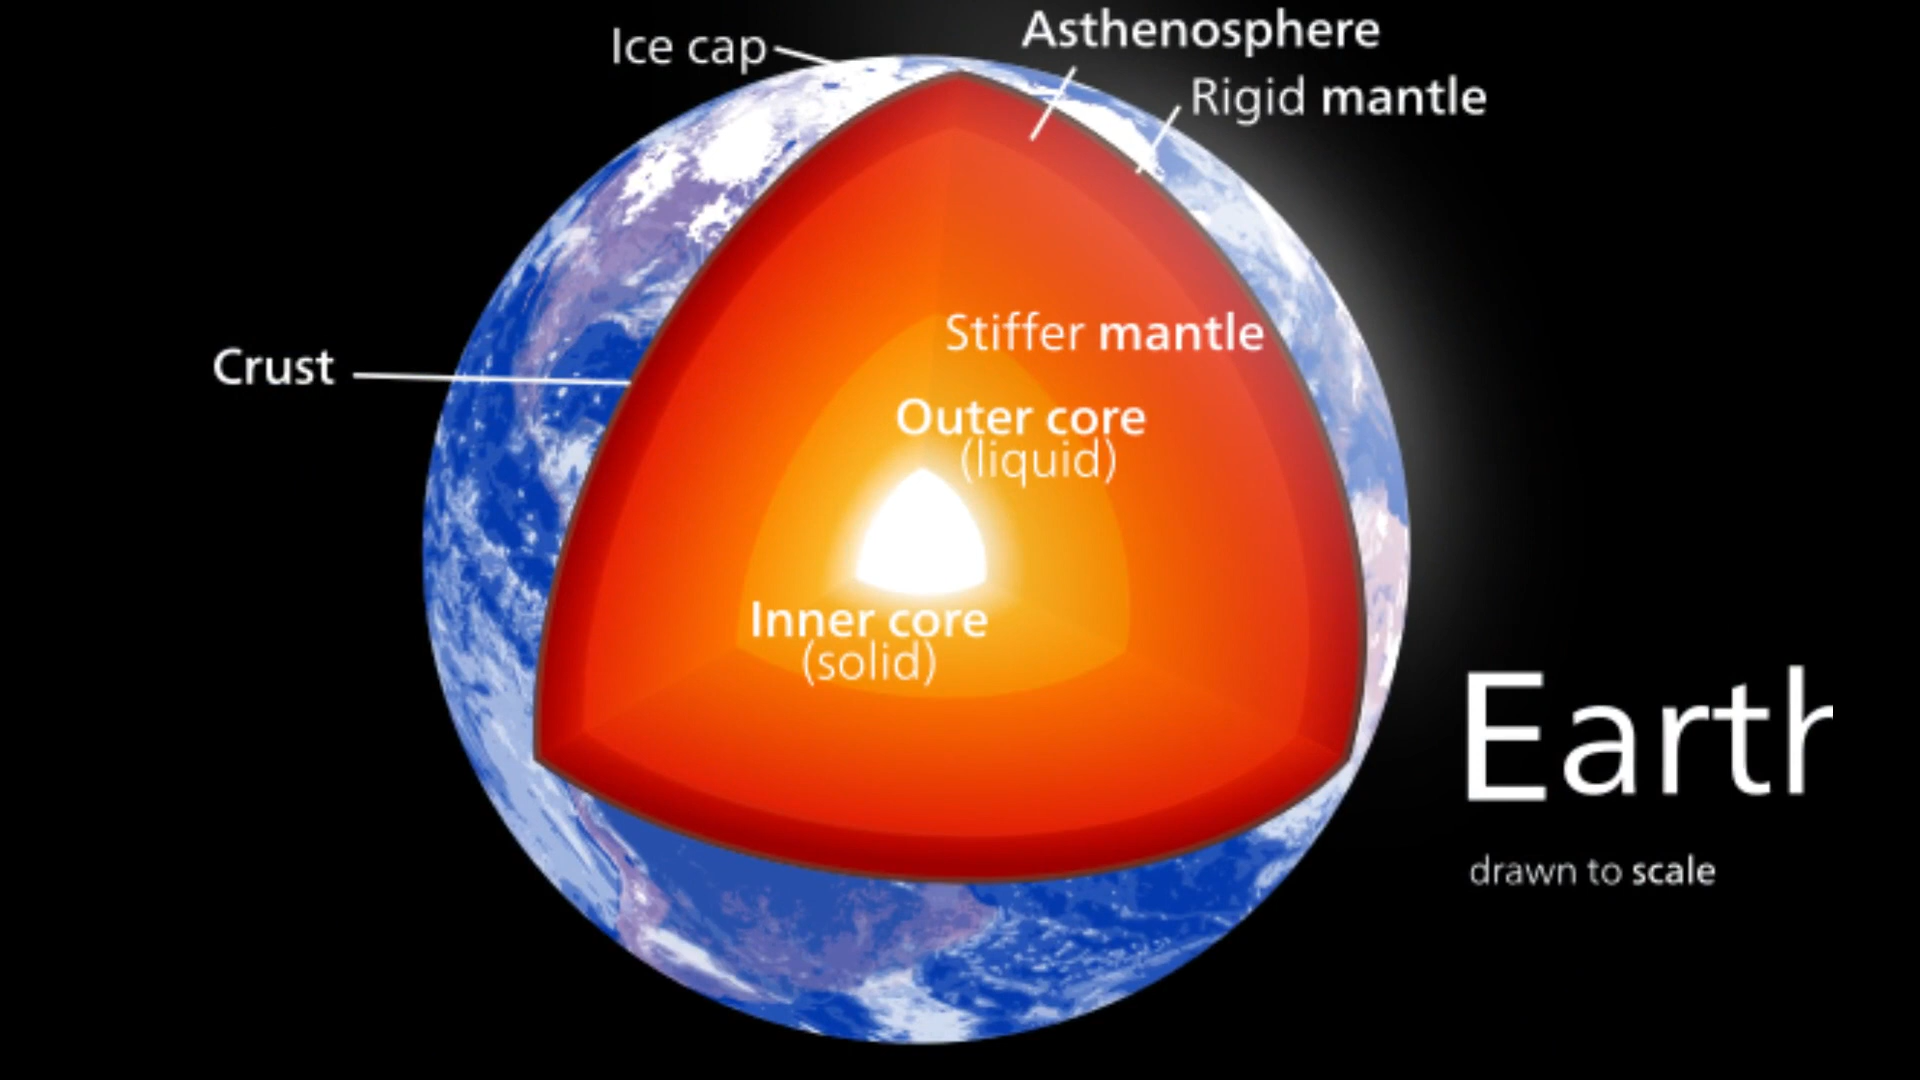 Ice cap
Asthenosphere
Rigid mantle
Crust
Stiffer mantle
Outer core
(liquid)
Inner core
(solid)
Earth
drawn to scale